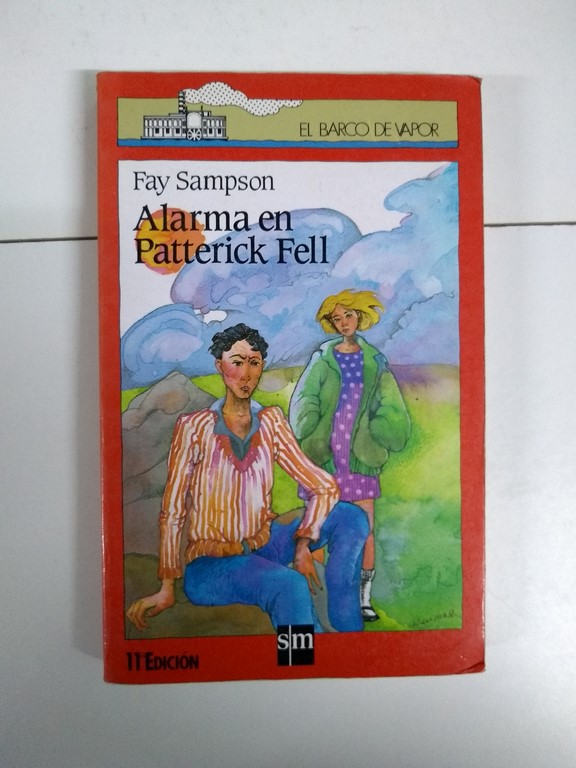 EL BARCO DE VAPOR
Fay Sampson
Alarma en
Patterick Fell
sm
11ª EDICIÓN